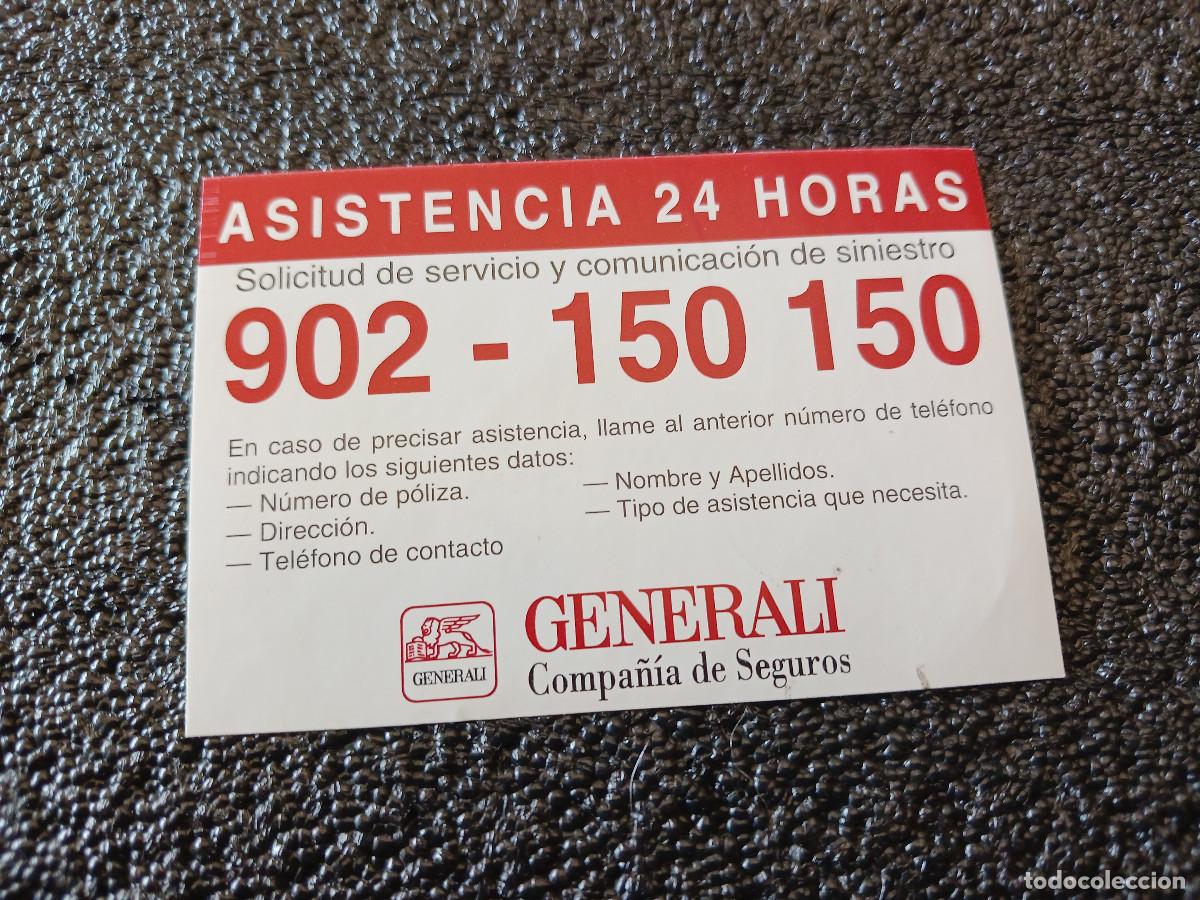 ASISTENCIA 24 HORAS
Solicitud de servicio y comunicación de siniestro
902 - 150 150
En caso de precisar asistencia, llame al anterior número de teléfono
indicando los siguientes datos:
— Número de póliza.
— Dirección.
— Teléfono de contacto
— Nombre y Apellidos.
— Tipo de asistencia que necesita.
GENERALI
GENERALI
Compañía de Seguros
todocoleccion